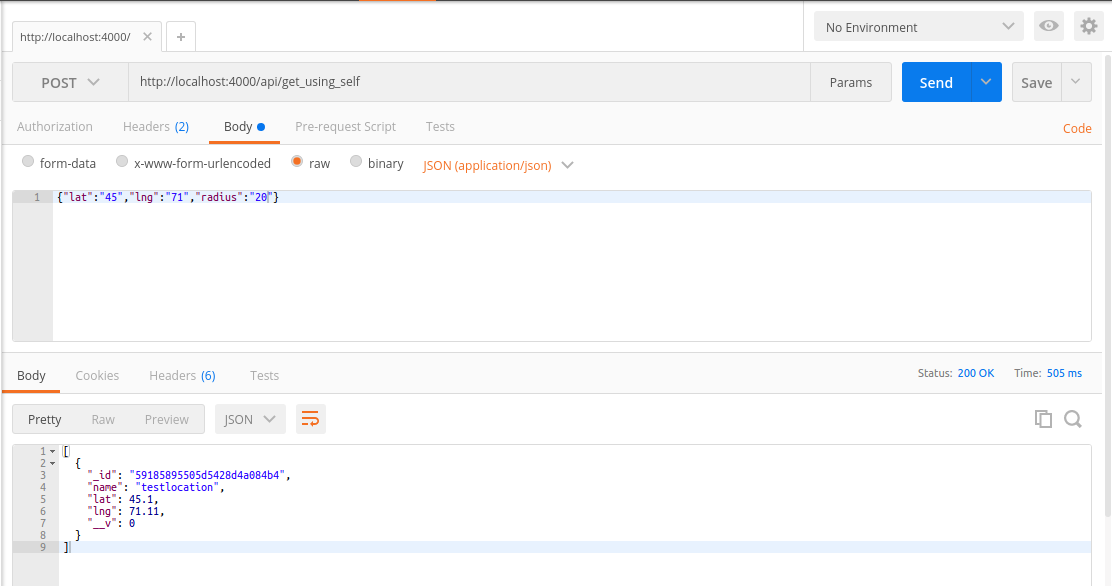 http://localhost:4000/ × +
No Environment
POST http://localhost:4000/api/get_using_self Params Send Save
Authorization Headers (2) Body Pre-request Script Tests Code
form-data x-www-form-urlencoded raw binary JSON (application/json)
1 {"lat":"45","lng":"71","radius":"20"}
Body Cookies Headers (6) Tests Status: 200 OK Time: 505 ms
Pretty Raw Preview JSON
1 [
2 {
3 "_id": "59185895505d5428d4a084b4",
4 "name": "testlocation",
5 "lat": 45.1,
6 "lng": 71.11,
7 "__v": 0
8 }
9 ]